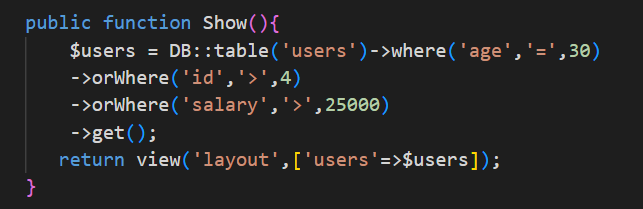 public function Show(){
$users = DB::table('users')->where('age','=',30)
->orWhere('id','>',4)
->orWhere('salary','>',25000)
->get();
return view('layout',['users'=>$users]);
}